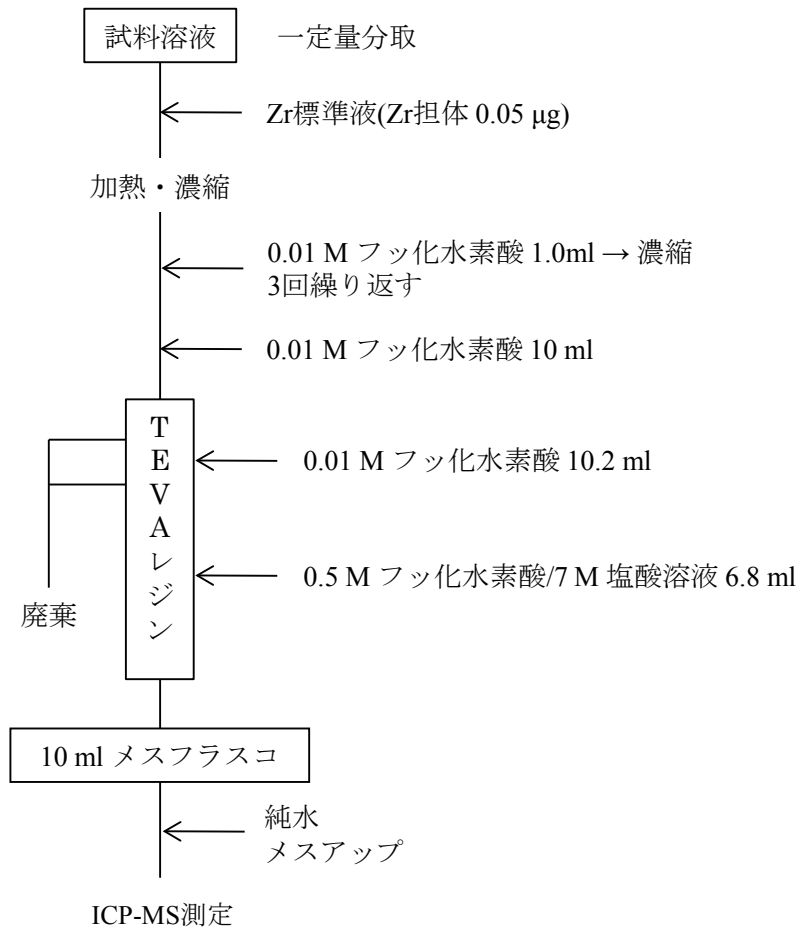 試料溶液 一定量分取
Zr標準液(Zr担体 0.05 μg)
加熱・濃縮
0.01 M フッ化水素酸 1.0ml → 濃縮
3回繰り返す
0.01 M フッ化水素酸 10 ml
TEVAレジン
0.01 M フッ化水素酸 10.2 ml
0.5 M フッ化水素酸/7 M 塩酸溶液 6.8 ml
廃棄
10 ml メスフラスコ
純水
メスアップ
ICP-MS測定